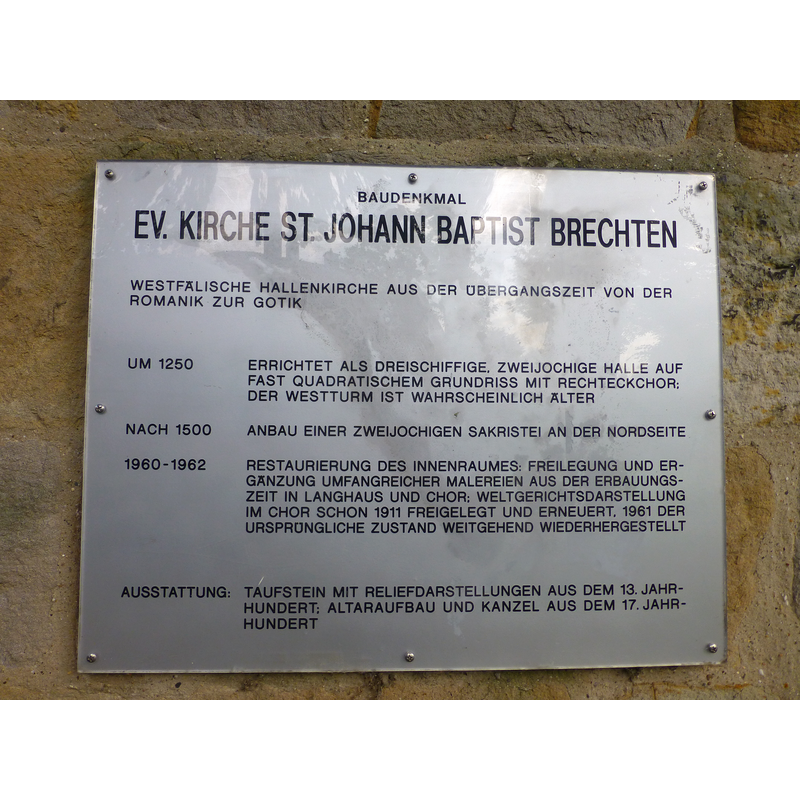 BAUDENKMAL
EV. KIRCHE ST. JOHANN BAPTIST BRECHTEN
WESTFÄLISCHE HALLENKIRCHE AUS DER ÜBERGANGSZEIT VON DER
ROMANIK ZUR GOTIK
UM 1250 ERRICHTET ALS DREISCHIFFIGE, ZWEIJOCHIGE HALLE AUF
FAST QUADRATISCHEM GRUNDRISS MIT RECHTECKCHOR;
DER WESTTURM IST WAHRSCHEINLICH ÄLTER
NACH 1500 ANBAU EINER ZWEIJOCHIGEN SAKRISTEI AN DER NORDSEITE
1960-1962 RESTAURIERUNG DES INNENRAUMES: FREILEGUNG UND ER-
GÄNZUNG UMFANGREICHER MALEREIEN AUS DER ERBAUUNGS-
ZEIT IN LANGHAUS UND CHOR; WELTGERICHTSDARSTELLUNG
IM CHOR SCHON 1911 FREIGELEGT UND ERNEUERT, 1961 DER
URSPRÜNGLICHE ZUSTAND WEITGEHEND WIEDERHERGESTELLT
AUSSTATTUNG: TAUFSTEIN MIT RELIEFDARSTELLUNGEN AUS DEM 13. JAHR-
HUNDERT; ALTARAUFBAU UND KANZEL AUS DEM 17. JAHR-
HUNDERT